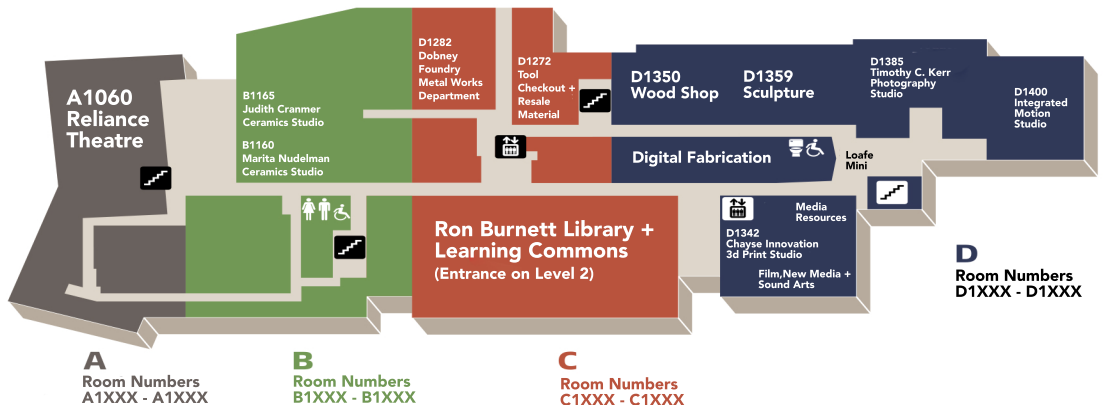 A1060
Reliance
Theatre
B1165
Judith Cranmer
Ceramics Studio
B1160
Marita Nudelman
Ceramics Studio
D1282
Dobney
Foundry
Metal Works
Department
D1272
Tool
Checkout +
Resale
Material
D1350
Wood Shop
D1359
Sculpture
D1385
Timothy C. Kerr
Photography
Studio
D1400
Integrated
Motion
Studio
Digital Fabrication
Loafe
Mini
Ron Burnett Library +
Learning Commons
(Entrance on Level 2)
Media
Resources
D1342
Chayse Innovation
3d Print Studio
Film,New Media +
Sound Arts
A
Room Numbers
A1XXX - A1XXX
B
Room Numbers
B1XXX - B1XXX
C
Room Numbers
C1XXX - C1XXX
D
Room Numbers
D1XXX - D1XXX